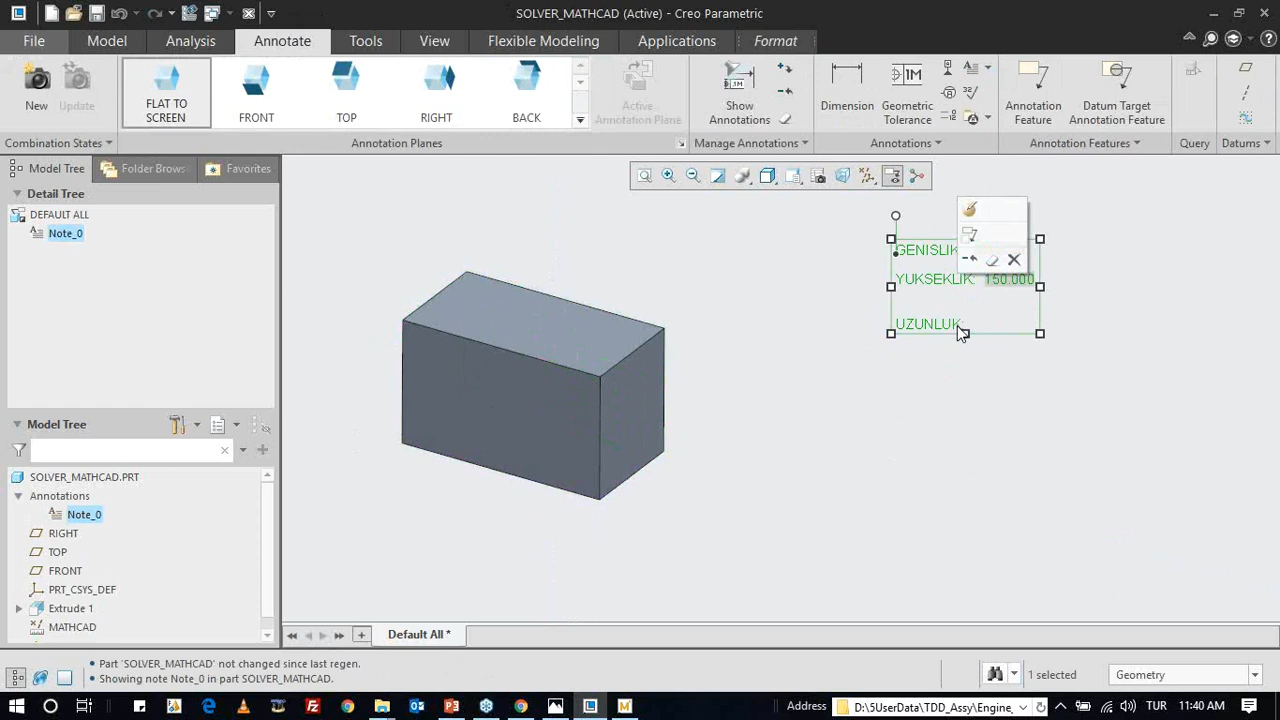 SOLVER_MATHCAD (Active) - Creo Parametric
File Model Analysis Annotate Tools View Flexible Modeling Applications Format
New Update
FLAT TO SCREEN
FRONT TOP RIGHT BACK
Active Annotation Plane
Show Annotations
Dimension
Geometric Tolerance
Annotation Feature
Datum Target Annotation Feature
Combination States Annotation Planes Manage Annotations Annotations Annotation Features Query Datums
Model Tree Folder Brows Favorites
Detail Tree
DEFAULT ALL
Note_0
GENISLIK
YUKSEKLIK: 150.000
UZUNLUK:
Model Tree
SOLVER_MATHCAD.PRT
Annotations
Note_0
RIGHT
TOP
FRONT
PRT_CSYS_DEF
Extrude 1
MATHCAD
Default All *
• Part 'SOLVER_MATHCAD' not changed since last regen.
• Showing note Note_0 in part SOLVER_MATHCAD.
1 selected
Geometry
Address D:\5UserData\TDD_Assy\Engine_
TUR 11:40 AM